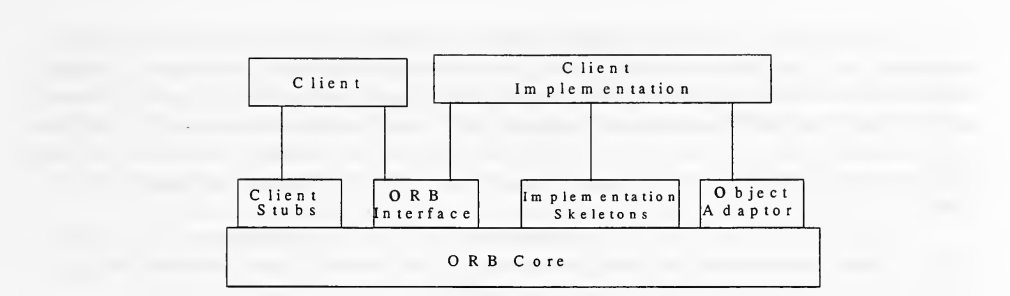 Client
Client
Implementation
Client
Stubs
ORB
Interface
Implementation
Skeletons
Object
Adaptor
ORB Core